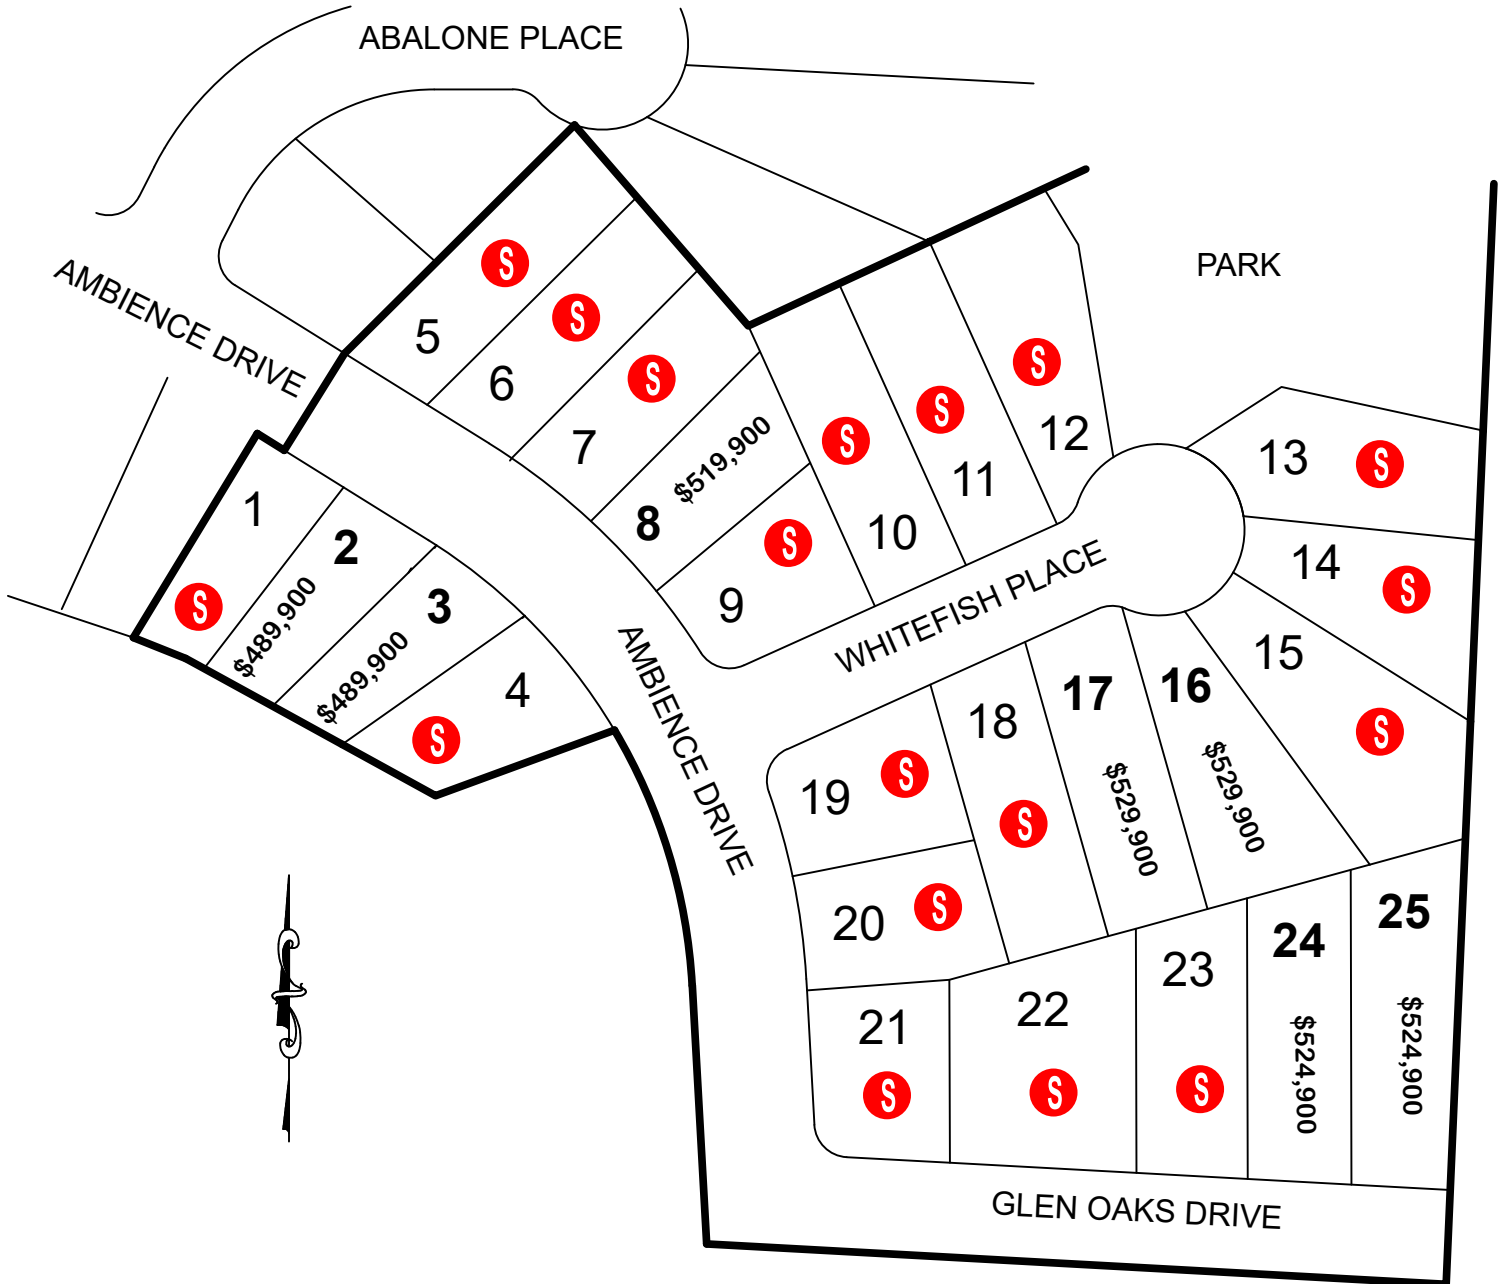 ABALONE PLACE
AMBIENCE DRIVE
PARK
5
S
6
S
7
S
8
$519,900
9
S
10
S
11
S
12
S
13
S
14
S
15
S
1
S
2
$489,900
3
$489,900
4
S
WHITEFISH PLACE
AMBIENCE DRIVE
16
$529,900
17
$529,900
18
S
19
S
20
S
21
S
22
S
23
S
24
$524,900
25
$524,900
GLEN OAKS DRIVE